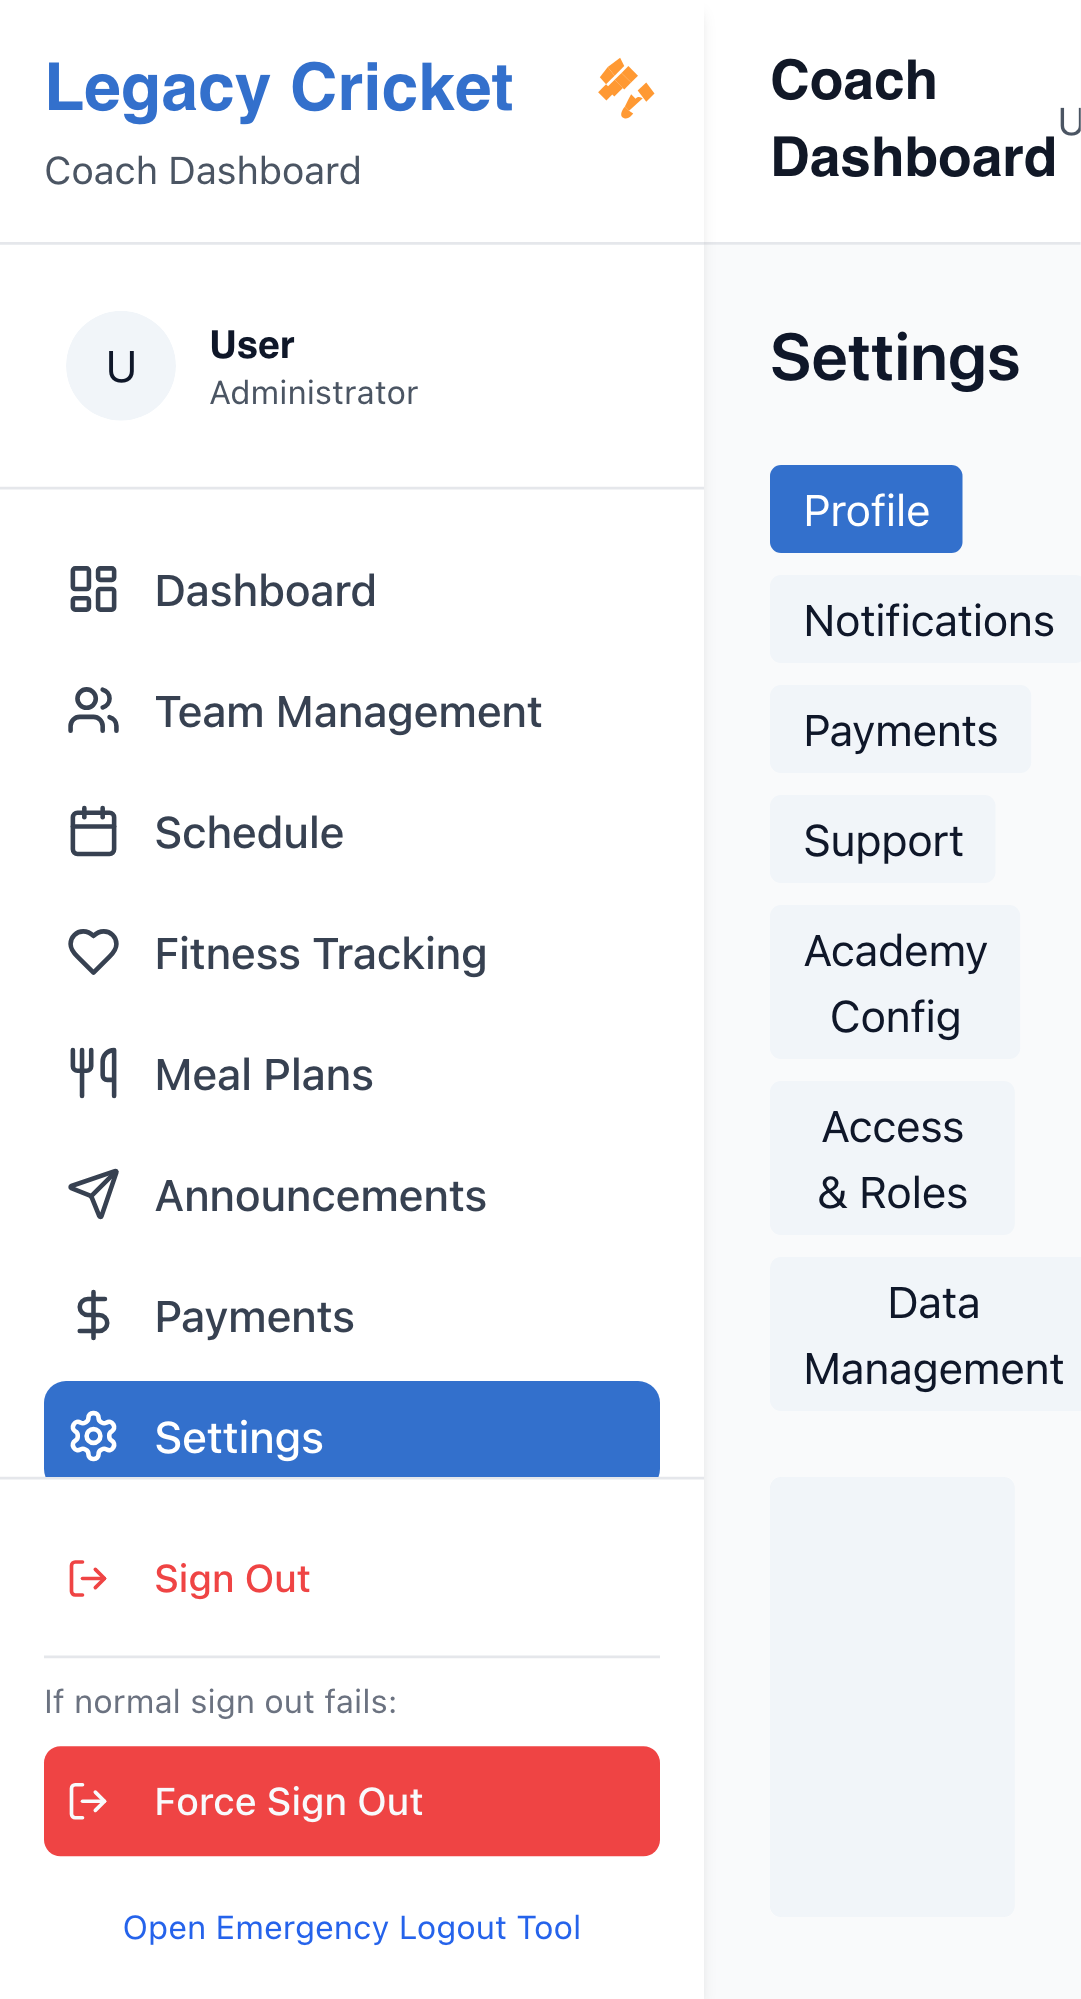 Legacy Cricket
Coach Dashboard
U
User
Administrator
Dashboard
Team Management
Schedule
Fitness Tracking
Meal Plans
Announcements
Payments
Settings
Sign Out
If normal sign out fails:
Force Sign Out
Open Emergency Logout Tool
Coach
Dashboard
U
Settings
Profile
Notifications
Payments
Support
Academy
Config
Access
& Roles
Data
Management